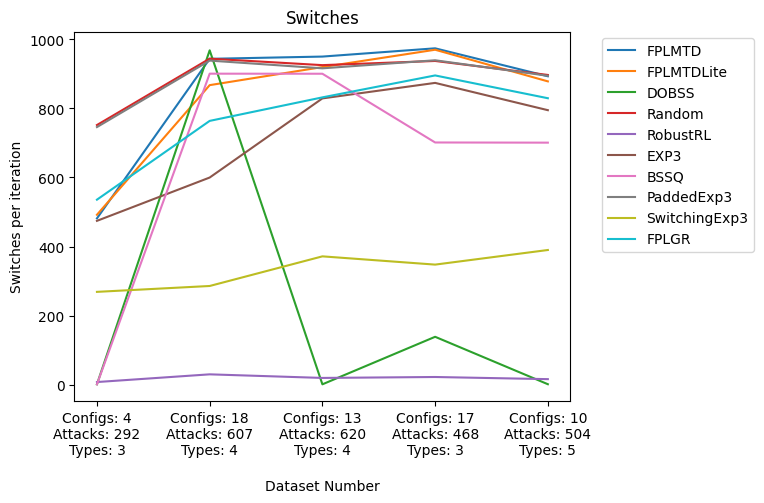 Switches
1000
800
600
400
200
0
Switches per iteration
Configs: 4
Attacks: 292
Types: 3
Configs: 18
Attacks: 607
Types: 4
Configs: 13
Attacks: 620
Types: 4
Configs: 17
Attacks: 468
Types: 3
Configs: 10
Attacks: 504
Types: 5
Dataset Number
FPLMTD
FPLMTDLite
DOBSS
Random
RobustRL
EXP3
BSSQ
PaddedExp3
SwitchingExp3
FPLGR